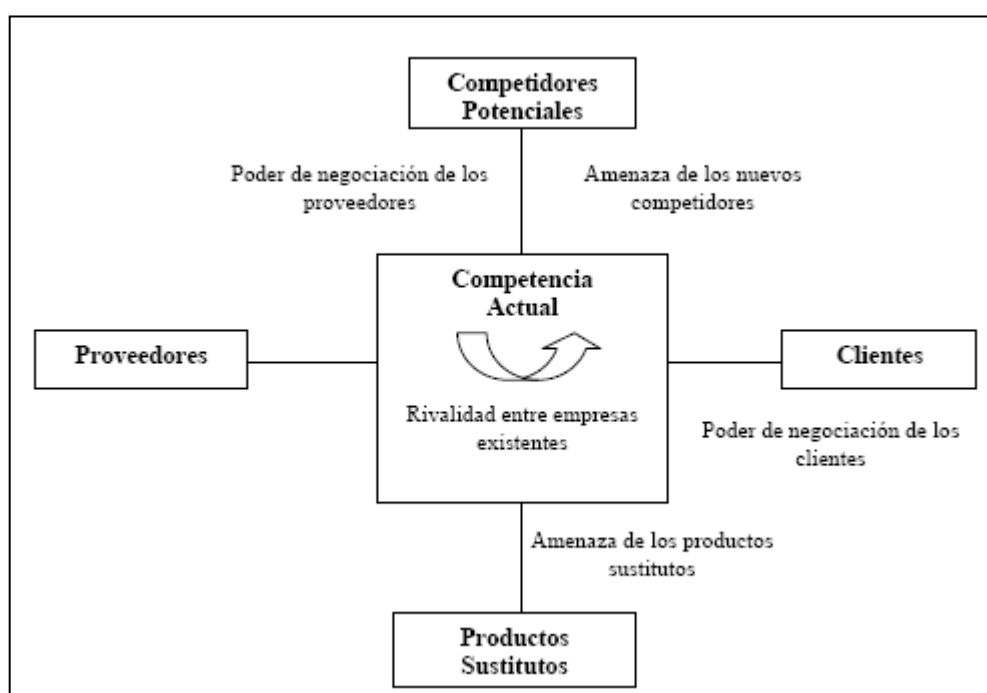 Competidores
Potenciales
Poder de negociación de los
proveedores
Amenaza de los nuevos
competidores
Competencia
Actual
Proveedores
Clientes
Rivalidad entre empresas
existentes
Poder de negociación de los
clientes
Amenaza de los productos
sustitutos
Productos
Sustitutos